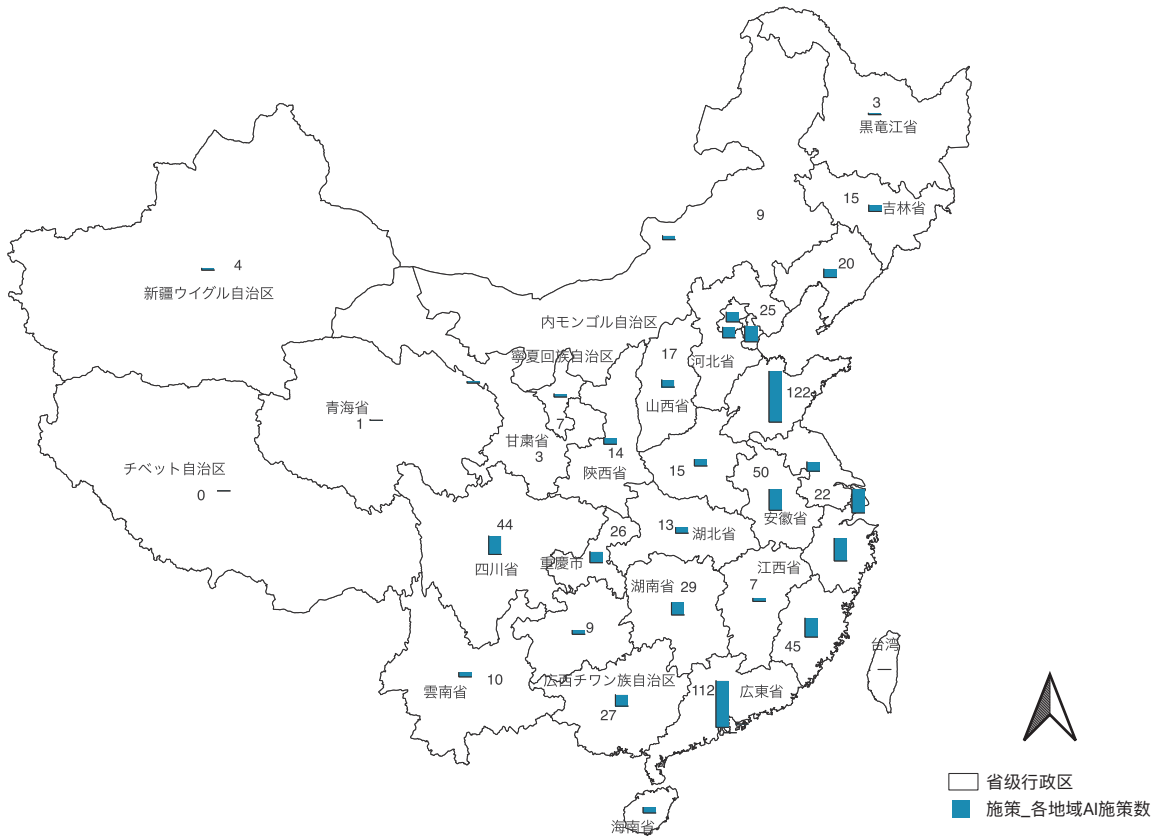 3
黒竜江省
15
吉林省
9
20
4
新疆ウイグル自治区
25
内モンゴル自治区
17
寧夏回族自治区
河北省
122
山西省
青海省
1
7
甘粛省
3
14
陝西省
チベット自治区
0
15
50
22
安徽省
44
26
13
湖北省
四川省
重慶市
江西省
7
湖南省 29
9
45
台湾
雲南省
10
広西チワン族自治区
27
112
広東省
海南省
省级行政区
施策_各地域AI施策数